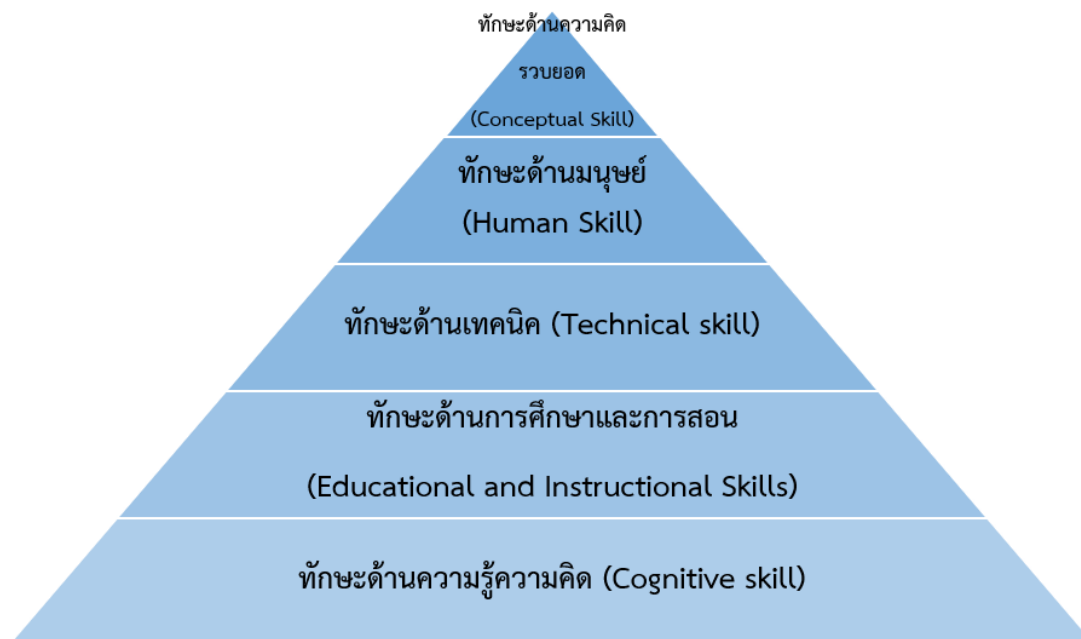 ทักษะด้านความคิด
รวบยอด
(Conceptual Skill)
ทักษะด้านมนุษย์
(Human Skill)
ทักษะด้านเทคนิค (Technical skill)
ทักษะด้านการศึกษาและการสอน
(Educational and Instructional Skills)
ทักษะด้านความรู้ความคิด (Cognitive skill)